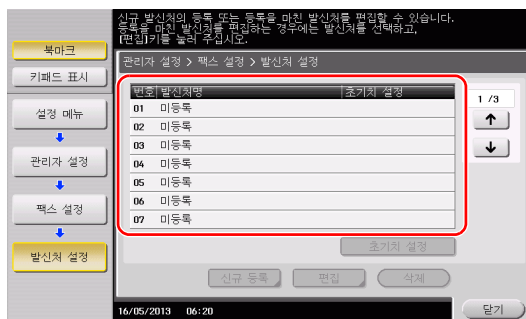 신규 발신처의 등록 또는 등록을 마친 발신처를 편집할 수 있습니다.
등록을 마친 발신처를 편집하는 경우에는 발신처를 선택하고,
[편집]키를 눌러 주십시오.
북마크
키패드 표시
설정 메뉴
관리자 설정
팩스 설정
발신처 설정
관리자 설정 > 팩스 설정 > 발신처 설정
번호 발신처명 초기치 설정
01 미등록
02 미등록
03 미등록
04 미등록
05 미등록
06 미등록
07 미등록
1 /3
↑
↓
초기치 설정
신규 등록 편집 삭제
16/05/2013 06:20
닫기